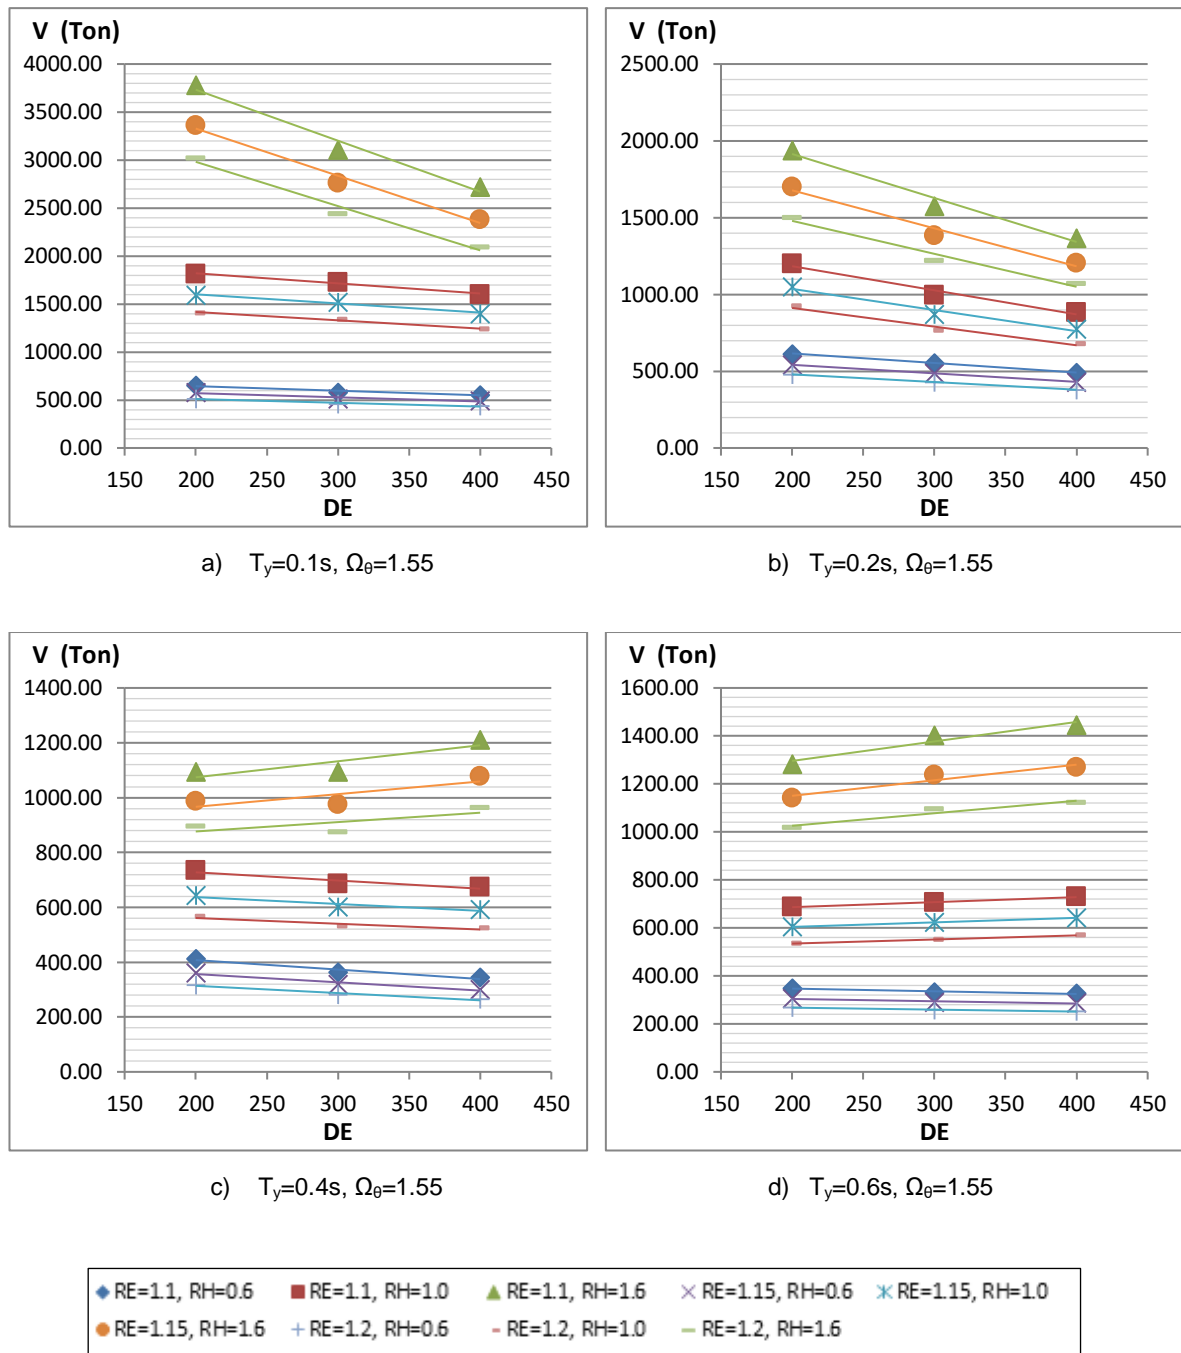 V (Ton)
4000.00
3500.00
3000.00
2500.00
2000.00
1500.00
1000.00
500.00
0.00
150 200 250 300 350 400 450
DE
a) Ty=0.1s, Ωθ=1.55
V (Ton)
2500.00
2000.00
1500.00
1000.00
500.00
0.00
150 200 250 300 350 400 450
DE
b) Ty=0.2s, Ωθ=1.55
V (Ton)
1400.00
1200.00
1000.00
800.00
600.00
400.00
200.00
0.00
150 200 250 300 350 400 450
DE
c) Ty=0.4s, Ωθ=1.55
V (Ton)
1600.00
1400.00
1200.00
1000.00
800.00
600.00
400.00
200.00
0.00
150 200 250 300 350 400 450
DE
d) Ty=0.6s, Ωθ=1.55
RE=1.1, RH=0.6 RE=1.1, RH=1.0 RE=1.1, RH=1.6 RE=1.15, RH=0.6 RE=1.15, RH=1.0
RE=1.15, RH=1.6 RE=1.2, RH=0.6 RE=1.2, RH=1.0 RE=1.2, RH=1.6